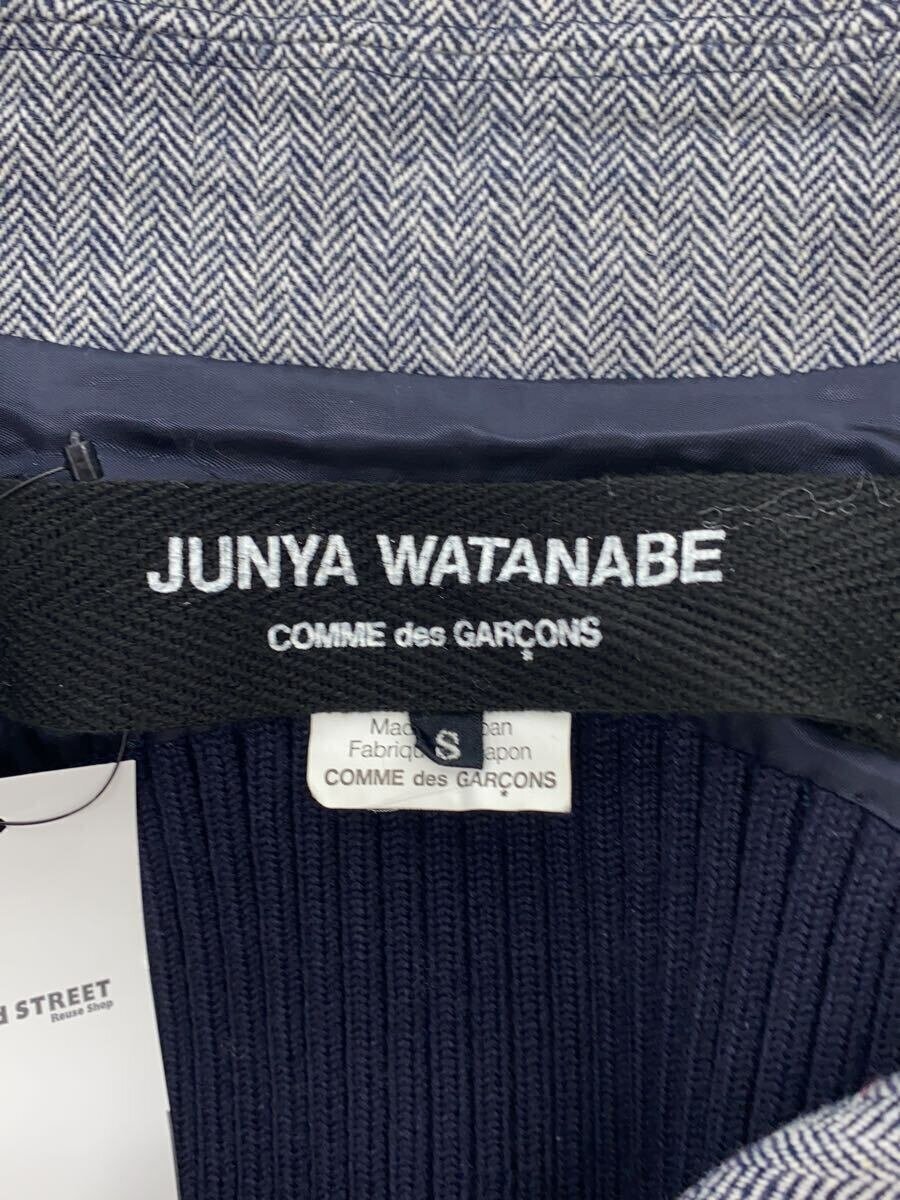 JUNYA WATANABE
COMME des GARÇONS
S
COMME des GARÇONS
STREET
Reuse Shop